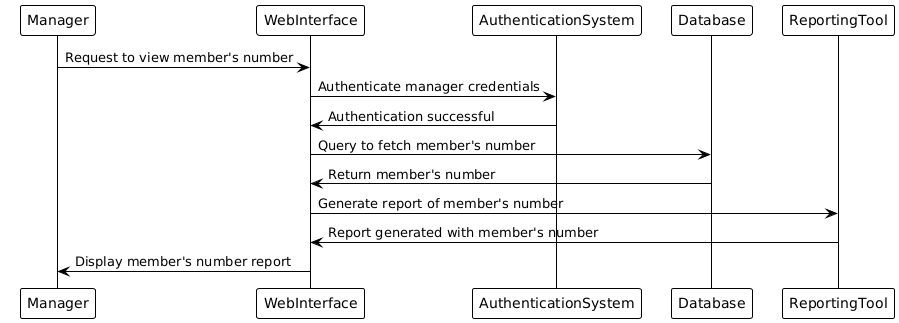 Manager WebInterface AuthenticationSystem Database ReportingTool
Request to view member's number
Authenticate manager credentials
Authentication successful
Query to fetch member's number
Return member's number
Generate report of member's number
Report generated with member's number
Display member's number report
Manager WebInterface AuthenticationSystem Database ReportingTool